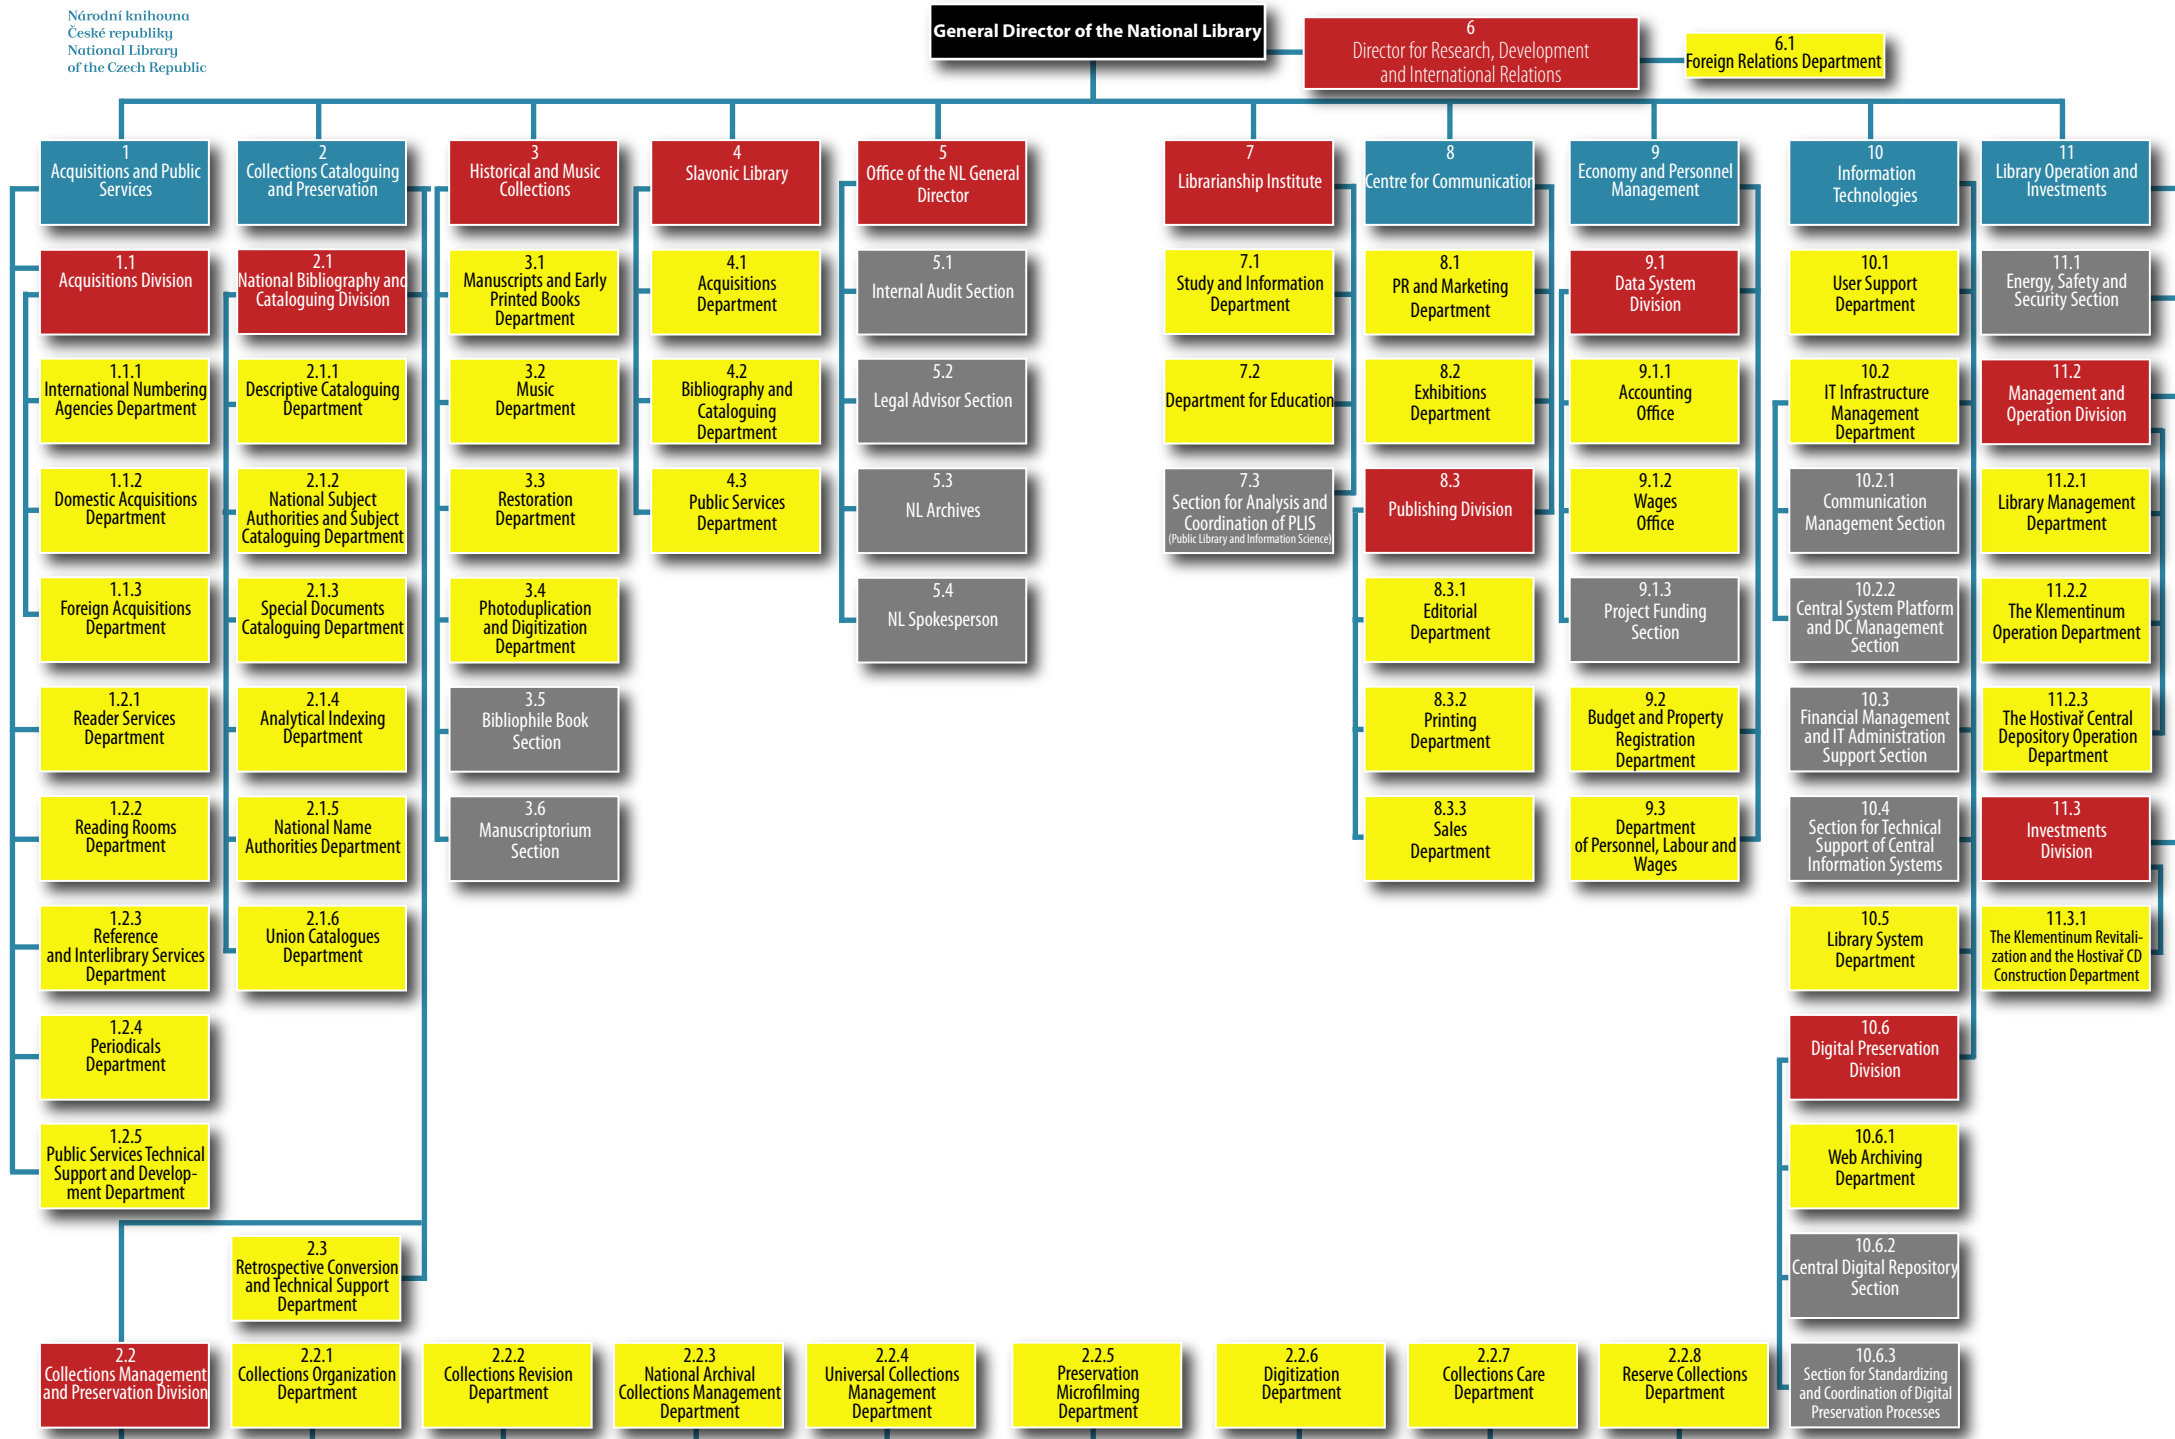 Národní knihovna
České republiky
National Library
of the Czech Republic
General Director of the National Library
6
Director for Research, Development
and International Relations
6.1
Foreign Relations Department
1
Acquisitions and Public
Services
1.1
Acquisitions Division
1.1.1
International Numbering
Agencies Department
1.1.2
Domestic Acquisitions
Department
1.1.3
Foreign Acquisitions
Department
1.2.1
Reader Services
Department
1.2.2
Reading Rooms
Department
1.2.3
Reference
and Interlibrary Services
Department
1.2.4
Periodicals
Department
1.2.5
Public Services Technical
Support and Develop-
ment Department
2
Collections Cataloguing
and Preservation
2.1
National Bibliography and
Cataloguing Division
2.1.1
Descriptive Cataloguing
Department
2.1.2
National Subject
Authorities and Subject
Cataloguing Department
2.1.3
Special Documents
Cataloguing Department
2.1.4
Analytical Indexing
Department
2.1.5
National Name
Authorities Department
2.1.6
Union Catalogues
Department
2.3
Retrospective Conversion
and Technical Support
Department
3
Historical and Music
Collections
3.1
Manuscripts and Early
Printed Books
Department
3.2
Music
Department
3.3
Restoration
Department
3.4
Photoduplication
and Digitization
Department
3.5
Bibliophile Book
Section
3.6
Manuscriptorium
Section
4
Slavonic Library
4.1
Acquisitions
Department
4.2
Bibliography and
Cataloguing
Department
4.3
Public Services
Department
5
Office of the NL General
Director
5.1
Internal Audit Section
5.2
Legal Advisor Section
5.3
NL Archives
5.4
NL Spokesperson
7
Librarianship Institute
7.1
Study and Information
Department
7.2
Department for Education
7.3
Section for Analysis and
Coordination of PLIS
(Public Library and Information Science)
8
Centre for Communication
8.1
PR and Marketing
Department
8.2
Exhibitions
Department
8.3
Publishing Division
8.3.1
Editorial
Department
8.3.2
Printing
Department
8.3.3
Sales
Department
9
Economy and Personnel
Management
9.1
Data System
Division
9.1.1
Accounting
Office
9.1.2
Wages
Office
9.1.3
Project Funding
Section
9.2
Budget and Property
Registration
Department
9.3
Department
of Personnel, Labour and
Wages
10
Information
Technologies
10.1
User Support
Department
10.2
IT Infrastructure
Management
Department
10.2.1
Communication
Management Section
10.2.2
Central System Platform
and DC Management
Section
10.3
Financial Management
and IT Administration
Support Section
10.4
Section for Technical
Support of Central
Information Systems
10.5
Library System
Department
10.6
Digital Preservation
Division
10.6.1
Web Archiving
Department
10.6.2
Central Digital Repository
Section
10.6.3
Section for Standardizing
and Coordination of Digital
Preservation Processes
11
Library Operation and
Investments
11.1
Energy, Safety and
Security Section
11.2
Management and
Operation Division
11.2.1
Library Management
Department
11.2.2
The Klementinum
Operation Department
11.2.3
The Hostivař Central
Depository Operation
Department
11.3
Investments
Division
11.3.1
The Klementinum Revitali-
zation and the Hostivař CD
Construction Department
2.2
Collections Management
and Preservation Division
2.2.1
Collections Organization
Department
2.2.2
Collections Revision
Department
2.2.3
National Archival
Collections Management
Department
2.2.4
Universal Collections
Management
Department
2.2.5
Preservation
Microfilming
Department
2.2.6
Digitization
Department
2.2.7
Collections Care
Department
2.2.8
Reserve Collections
Department